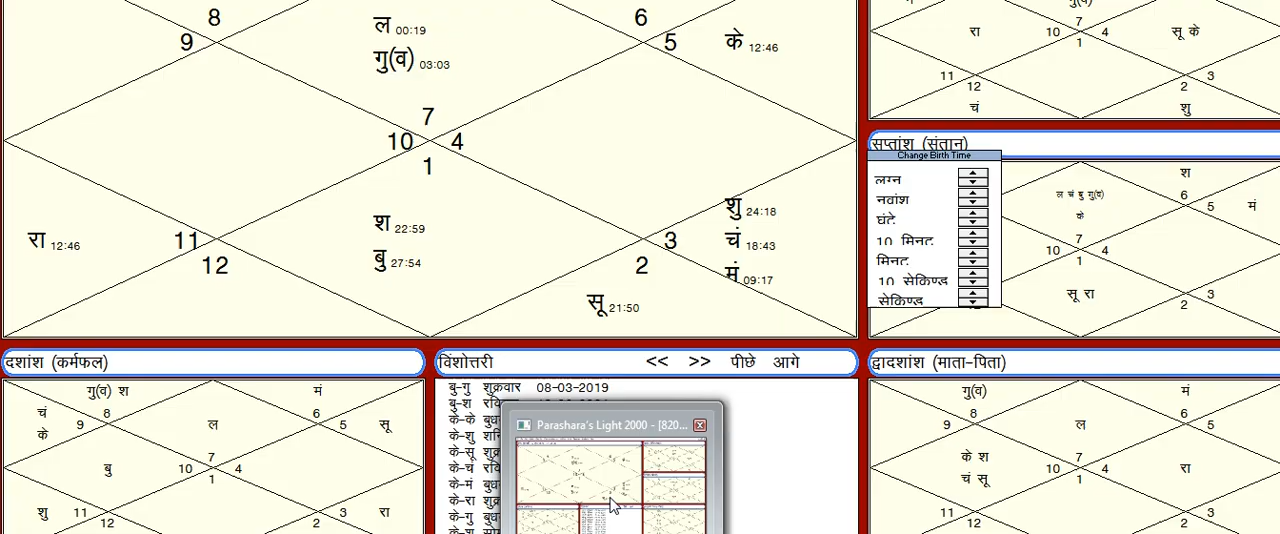 8
9
ल 00:19
गु(व) 03:03
6
5
के 12:46
7
10 4
1
रा 12:46
11
12
श 22:59
बु 27:54
शु 24:18
चं 18:43
मं 09:17
3
2
सू 21:50
रा
7
10 4
1
सू के
11
12
3
2
चं
शु
सप्तांश (संतान)
Change Birth Time
लग्न
नवांश
घंटे
10 मिनट
मिनट
10 सेकिण्ड
सेकिण्ड
ल चं बु गु(व)
के
श
6
5
मं
7
10 4
1
सू रा
3
2
दशांश (कर्मफल)
गु(व) श
मं
चं
के
8
9
ल
6
5
सू
बु
7
10 4
1
शु
11
12
3
2
रा
विंशोत्तरी << >> पीछे आगे
बु-गु शुक्रवार 08-03-2019
बु-श
के-के
के-शु
के-सू
के-चं
के-मं
के-रा
के-गु
Parashara's Light 2000 - [820...
द्वादशांश (माता-पिता)
गु(व)
मं
8
9
ल
6
5
के श
चं सू
7
10 4
1
रा
11
12
3
2